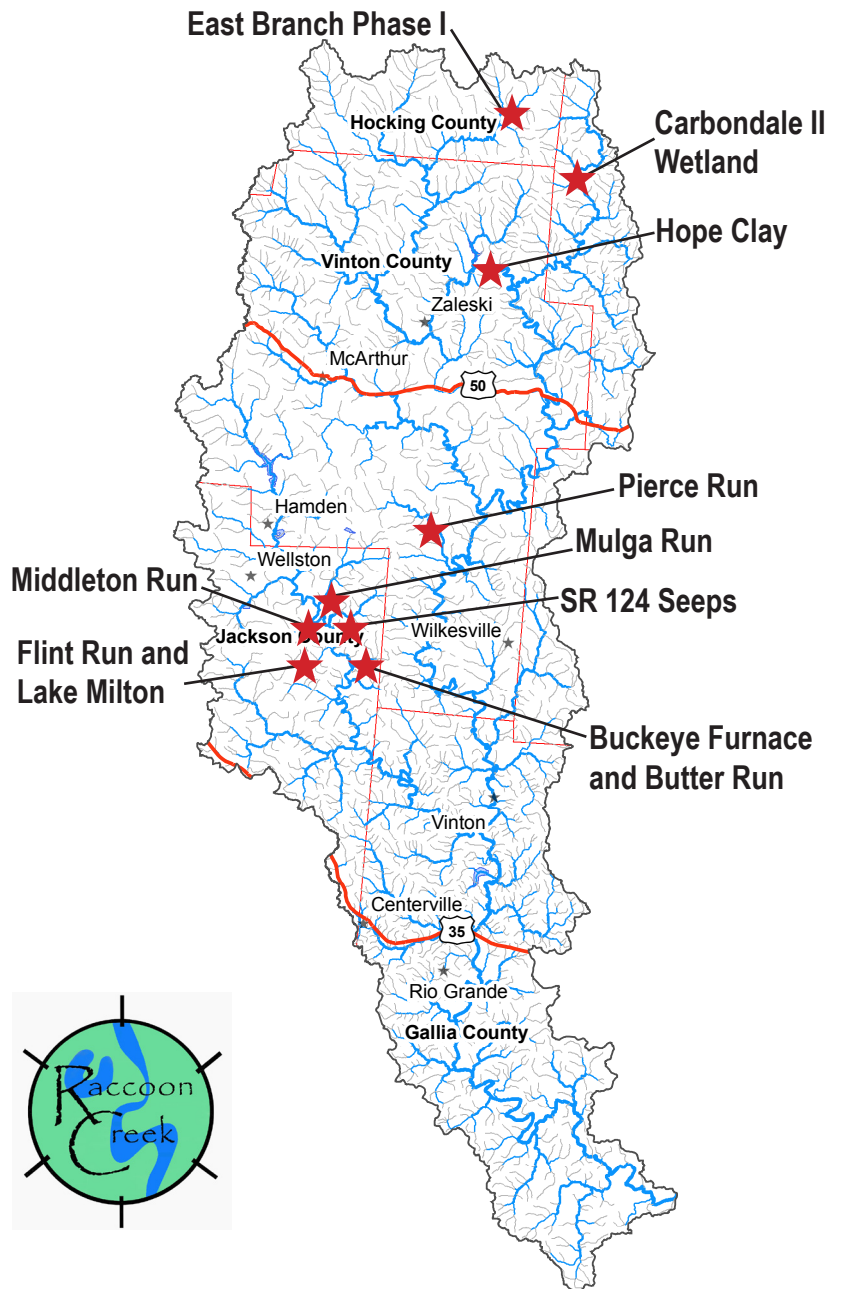 East Branch Phase I
Hocking County
Carbondale II
Wetland
Hope Clay
Vinton County
Zaleski
McArthur
50
Pierce Run
Hamden
Mulga Run
Wellston
Middleton Run
SR 124 Seeps
Jackson County
Wilkesville
Flint Run and
Lake Milton
Buckeye Furnace
and Butter Run
Vinton
Centerville
35
Rio Grande
Gallia County
Raccoon
Creek